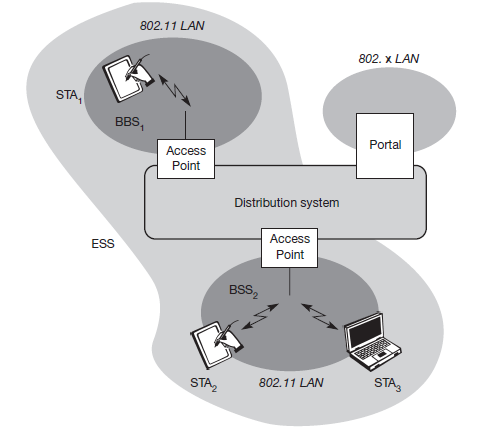 802.11 LAN
802. x LAN
STA1
BBS1
Access
Point
Portal
Distribution system
Access
Point
ESS
BSS2
STA2
802.11 LAN
STA3